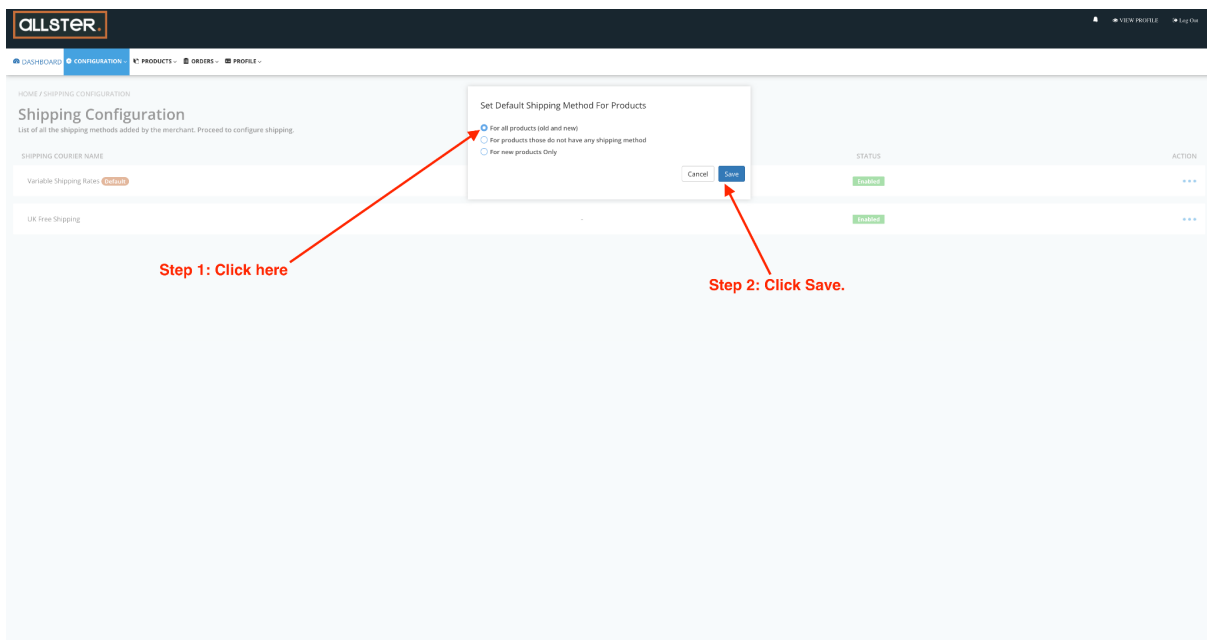 ALLSTER.
VIEW PROFILE Log Out
DASHBOARD CONFIGURATION PRODUCTS ORDERS PROFILE
HOME / SHIPPING CONFIGURATION
Shipping Configuration
List of all the shipping methods added by the merchant. Proceed to configure shipping.
Set Default Shipping Method For Products
For all products (old and new)
For products those do not have any shipping method
For new products Only
Cancel Save
SHIPPING COURIER NAME STATUS ACTION
Variable Shipping Rates Default Enabled
UK Free Shipping - Enabled
Step 1: Click here
Step 2: Click Save.